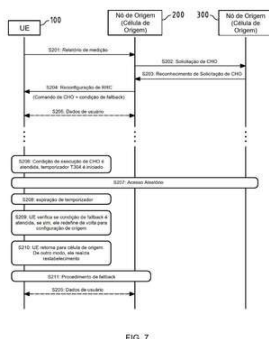 100
200
300
UE
Nó de Origem
(Célula de
Origem)
Nó de Origem
(Célula de
Origem)
S201: Relatório de medição
S202: Solicitação de CHO
S203: Reconhecimento de Solicitação de CHO
S204: Reconfiguração de RRC
(Comando de CHO + condição de fallback)
S205: Dados de usuário
S206: Condição de execução de CHO é
atendida, temporizador T304 é iniciado
S207: Acesso Aleatório
S208: expiração de temporizador
S209: UE verifica se condição de fallback é
atendida, se sim, ele redefine de volta para
configuração de origem
S210: UE retorna para célula de origem.
De outro modo, ele realiza
restabelecimento
S211: Procedimento de fallback
S205: Dados de usuário
FIG. 7